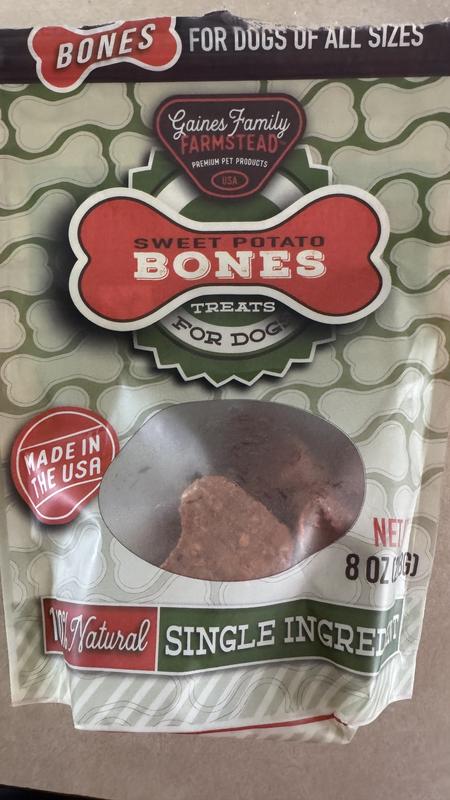 BONES FOR DOGS OF ALL SIZES
Gaines Family
FARMSTEAD
PREMIUM PET PRODUCTS
USA
SWEET POTATO
BONES
TREATS
FOR DOGS
MADE IN
THE USA
NET
8 OZ
Natural SINGLE INGREDIENT